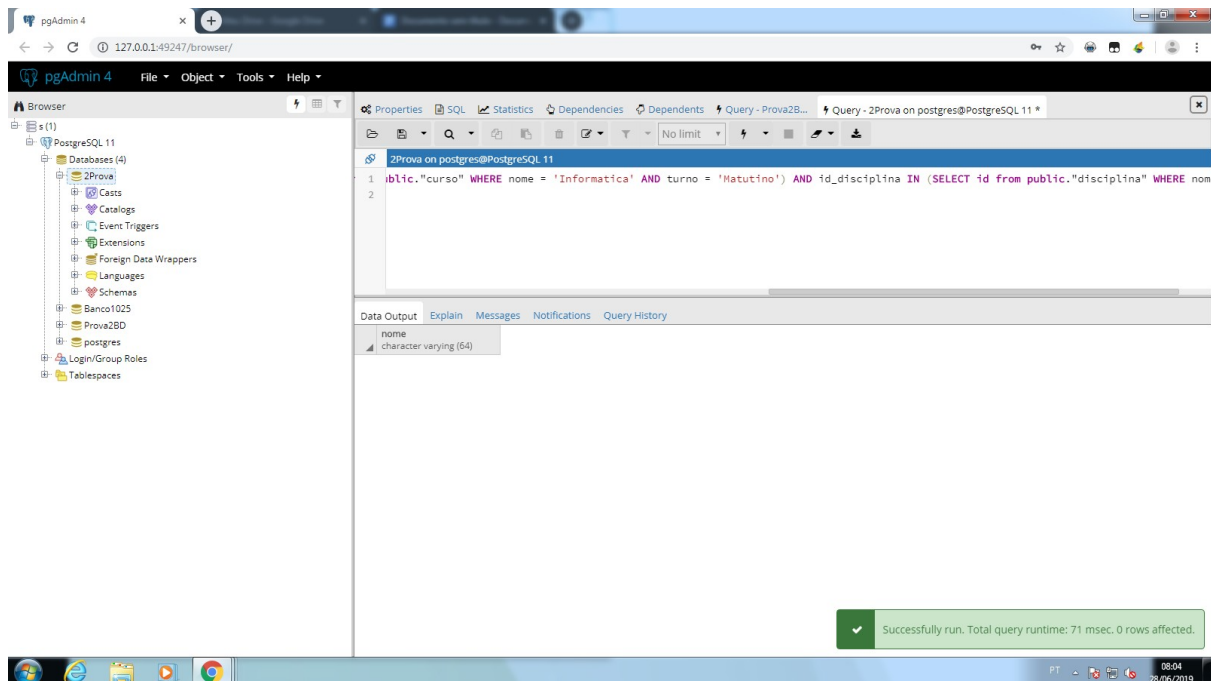 pgAdmin 4
127.0.0.1:49247/browser/
pgAdmin 4 File Object Tools Help
Browser
Properties SQL Statistics Dependencies Dependents Query - Prova2B... Query - 2Prova on postgres@PostgreSQL 11 *
s (1)
PostgreSQL 11
Databases (4)
2Prova
Casts
Catalogs
Event Triggers
Extensions
Foreign Data Wrappers
Languages
Schemas
Banco1025
Prova2BD
postgres
Login/Group Roles
Tablespaces
No limit
2Prova on postgres@PostgreSQL 11
1 ublic."curso" WHERE nome = 'Informatica' AND turno = 'Matutino') AND id_disciplina IN (SELECT id from public."disciplina" WHERE nom
2
Data Output Explain Messages Notifications Query History
nome
character varying (64)
Successfully run. Total query runtime: 71 msec. 0 rows affected.
PT
08:04
28/06/2019